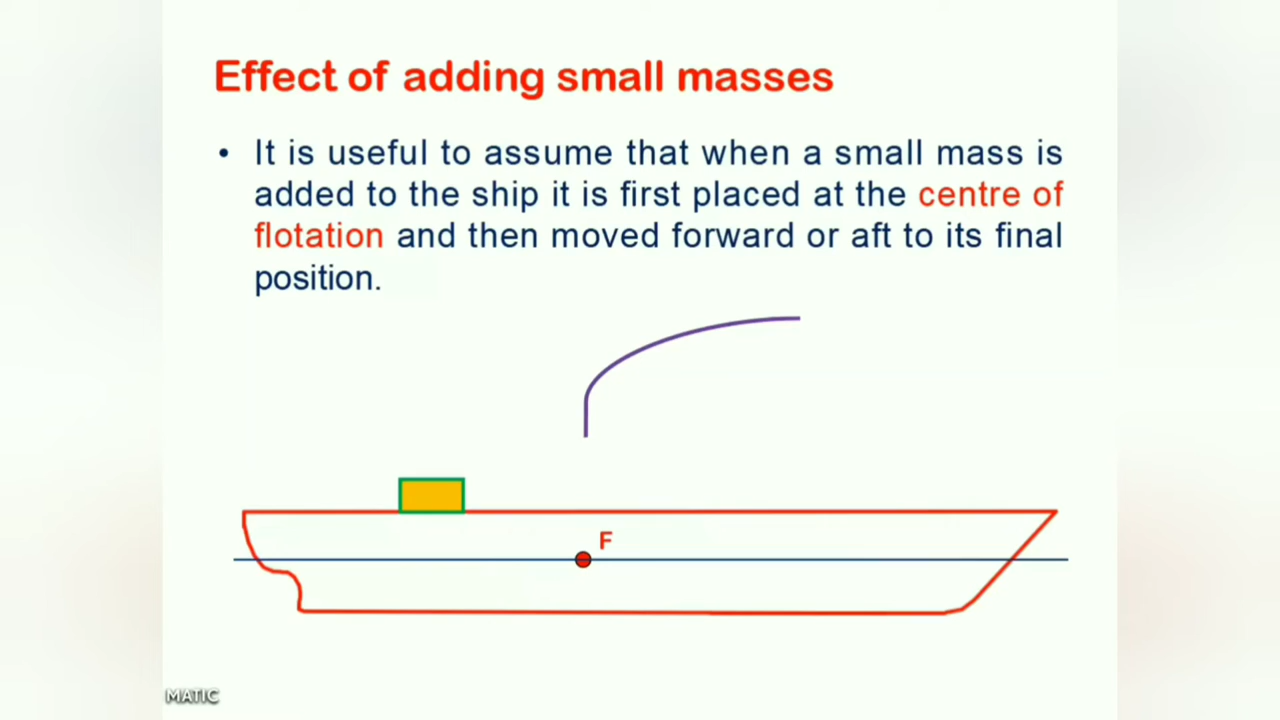 Effect of adding small masses
• It is useful to assume that when a small mass is
added to the ship it is first placed at the centre of
flotation and then moved forward or aft to its final
position.
F
MATIC